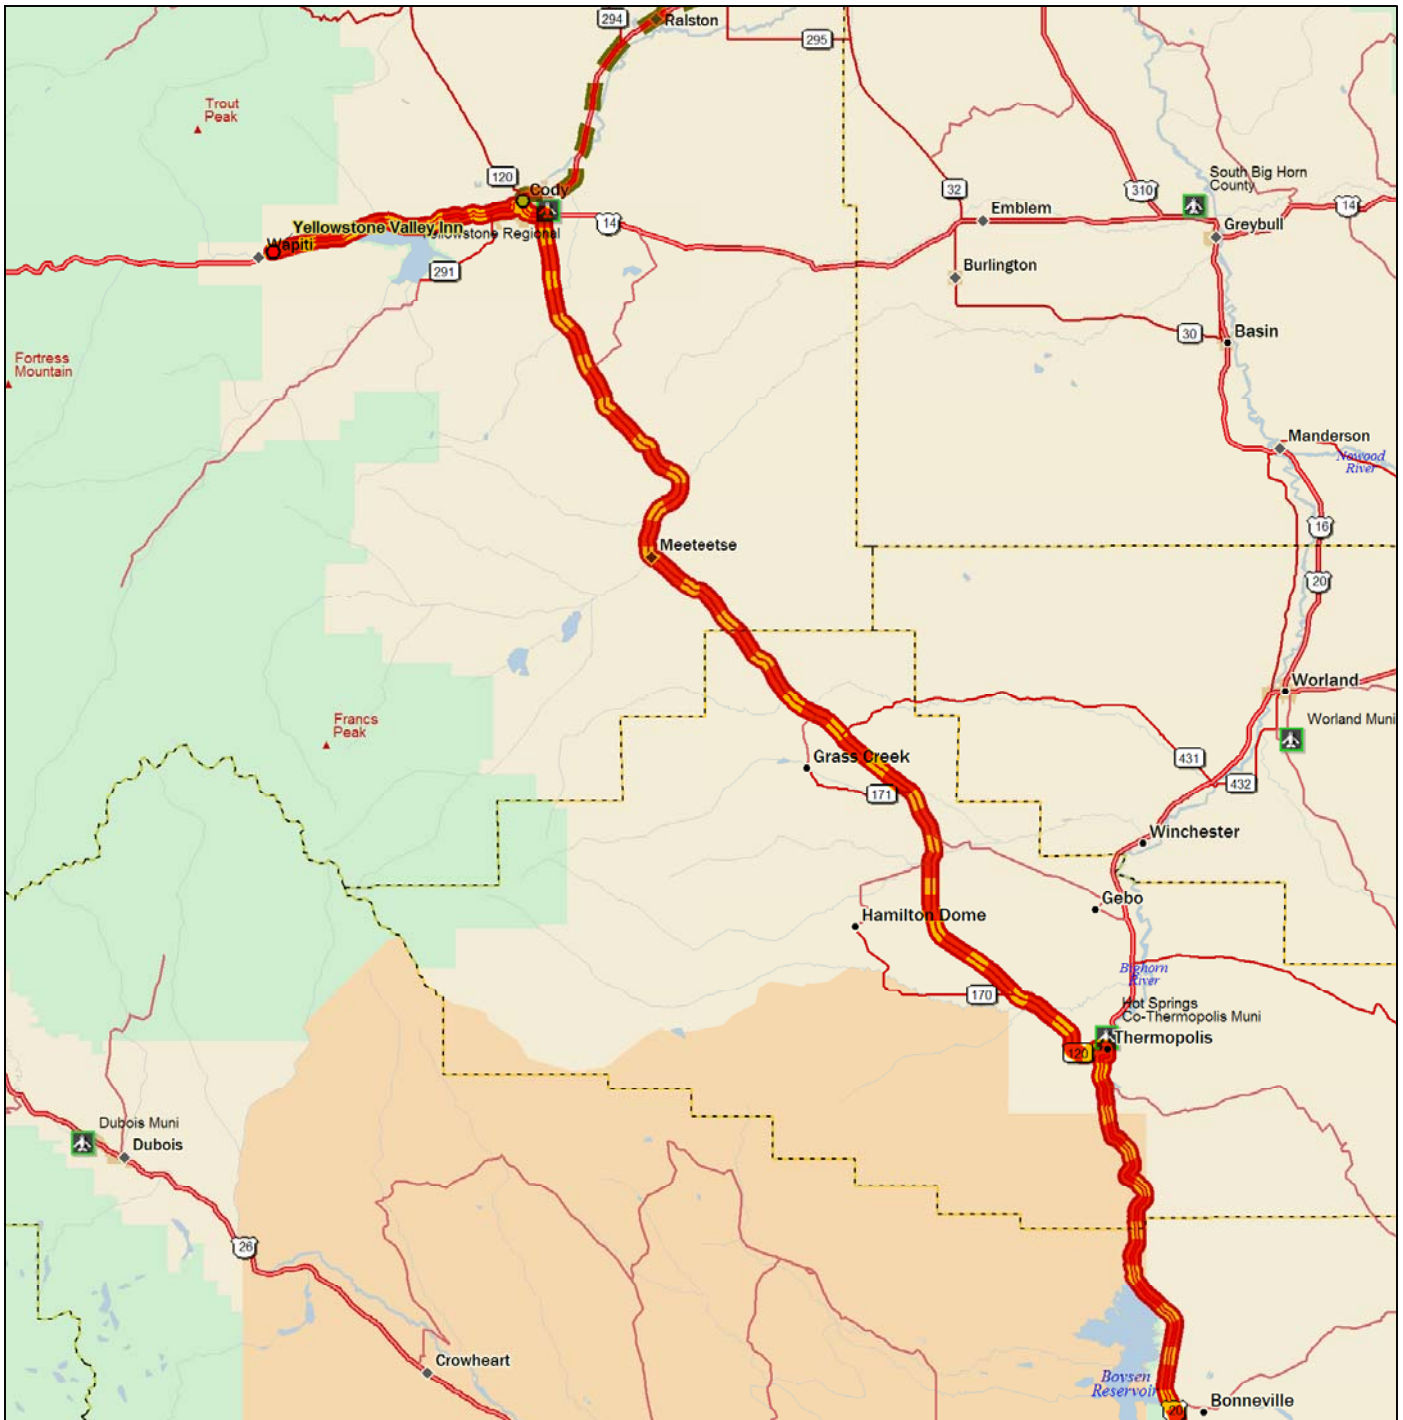 294
Ralston
295
Trout
Peak
120
Cody
32
310
South Big Horn
County
14
Emblem
Greybull
Yellowstone Valley Inn
Wapiti
Yellowstone Regional
14
291
Burlington
30
Basin
Fortress
Mountain
Manderson
Nowood
River
16
Meeteetse
20
Worland
Worland Muni
Francs
Peak
Grass Creek
431
432
171
Winchester
Gebo
Hamilton Dome
Bighorn
River
170
Hot Springs
Co-Thermopolis Muni
Thermopolis
120
Dubois Muni
Dubois
26
Crowheart
Boysen
Reservoir
Bonneville
20